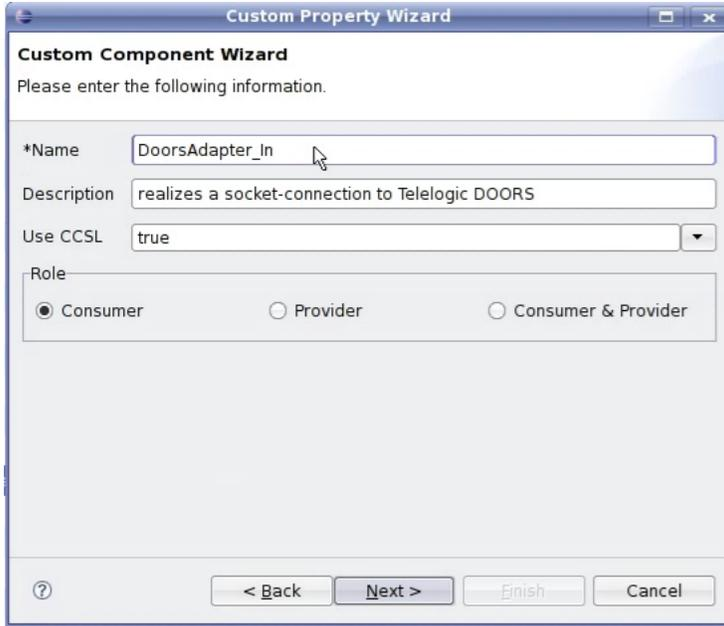 Custom Property Wizard
Custom Component Wizard
Please enter the following information.
*Name DoorsAdapter_In
Description realizes a socket-connection to Telelogic DOORS
Use CCSL true
Role
Consumer Provider Consumer & Provider
? < Back Next > Finish Cancel